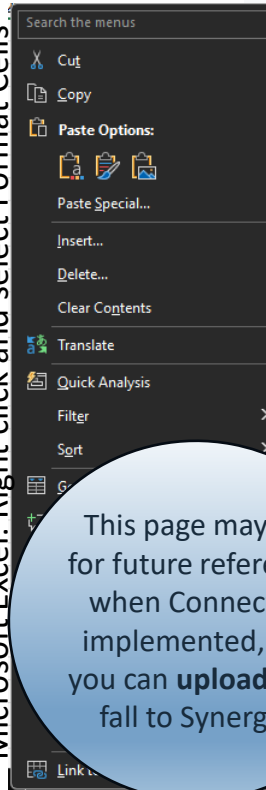 Microsoft Excel. Right click and select Format Cells
Search the menus
Cut
Copy
Paste Options:
Paste Special...
Insert...
Delete...
Clear Contents
Translate
Quick Analysis
Filter
Sort
This page may
for future refere
when Connec
implemented,
you can upload
fall to Synerg
Link